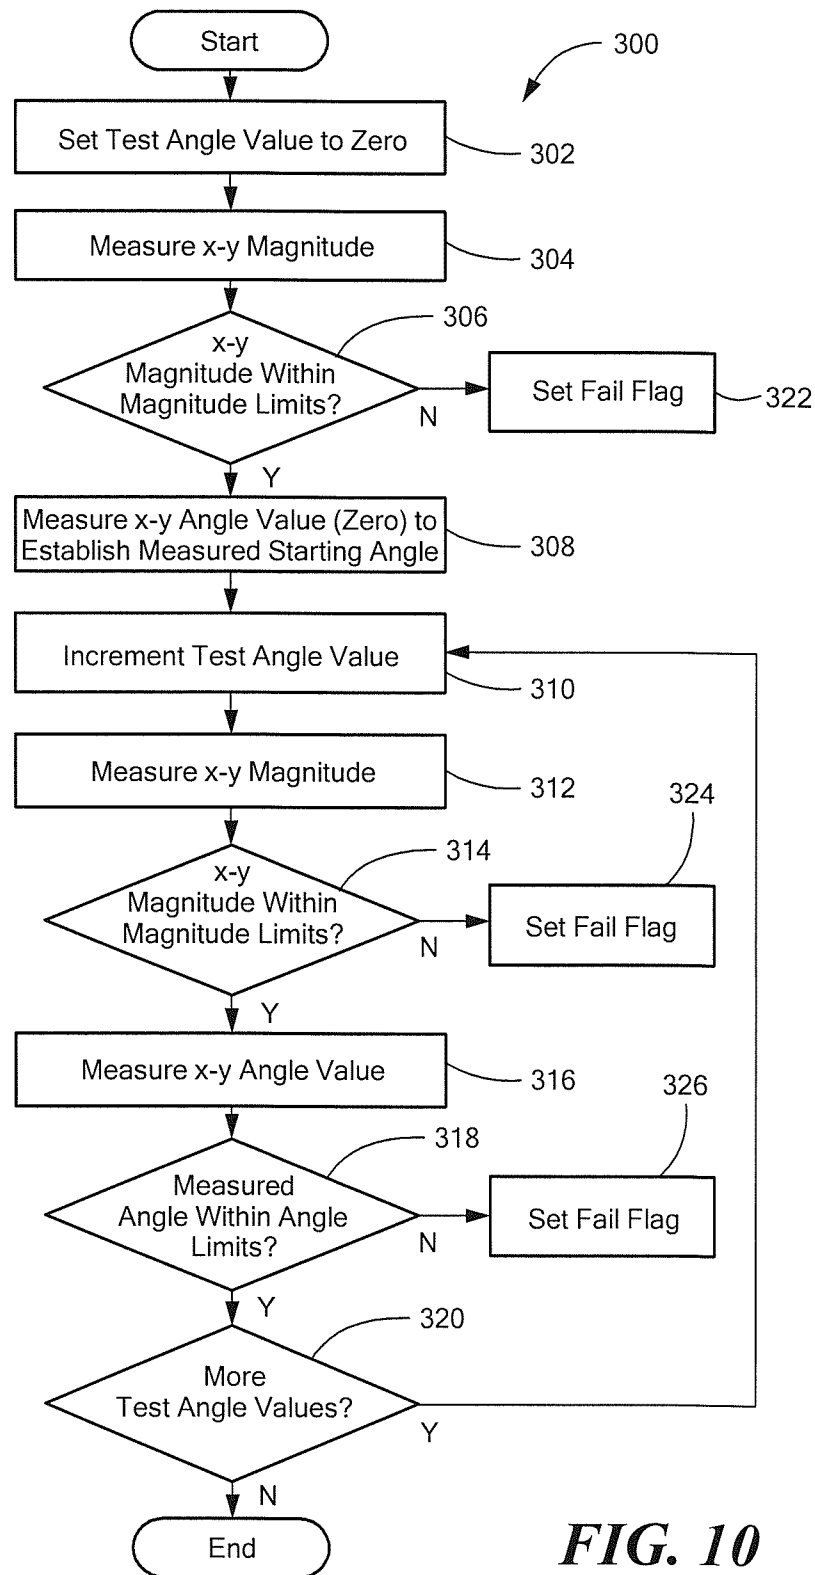 Start
300
Set Test Angle Value to Zero
302
Measure x-y Magnitude
304
306
x-y
Magnitude Within
Magnitude Limits?
N
Set Fail Flag
322
Y
Measure x-y Angle Value (Zero) to
Establish Measured Starting Angle
308
Increment Test Angle Value
310
Measure x-y Magnitude
312
324
314
x-y
Magnitude Within
Magnitude Limits?
N
Set Fail Flag
Y
Measure x-y Angle Value
316
326
318
Measured
Angle Within Angle
Limits?
N
Set Fail Flag
Y
320
More
Test Angle Values?
Y
N
End
FIG. 10